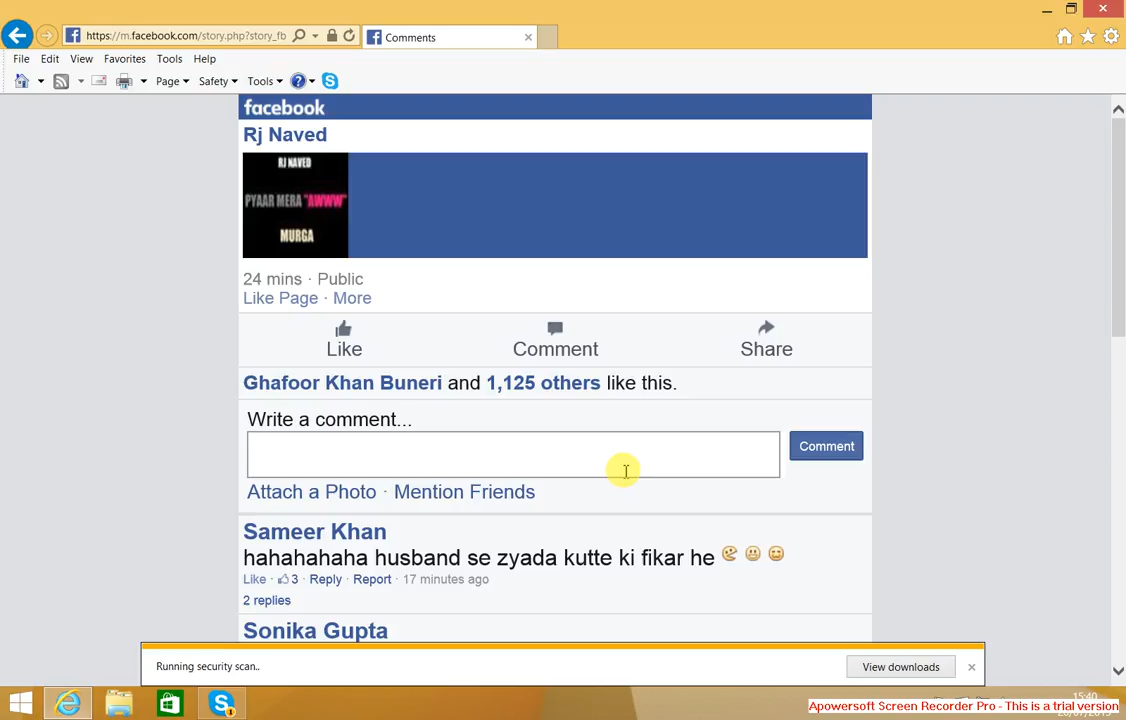 https://m.facebook.com/story.php?story_fb
Comments
File Edit View Favorites Tools Help
Page Safety Tools
facebook
Rj Naved
RJ NAVED
PYAAR MERA "AWWW"
MURGA
24 mins · Public
Like Page · More
Like Comment Share
Ghafoor Khan Buneri and 1,125 others like this.
Write a comment...
Comment
Attach a Photo · Mention Friends
Sameer Khan
hahahahaha husband se zyada kutte ki fikar he
Like · 3 · Reply · Report · 17 minutes ago
2 replies
Sonika Gupta
Running security scan..
View downloads
15:40
Apowersoft Screen Recorder Pro - This is a trial version